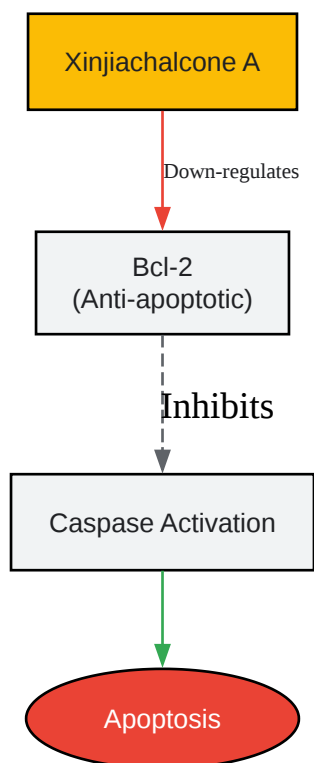 Xinjiachalcone A
Down-regulates
Bcl-2
(Anti-apoptotic)
Inhibits
Caspase Activation
Apoptosis